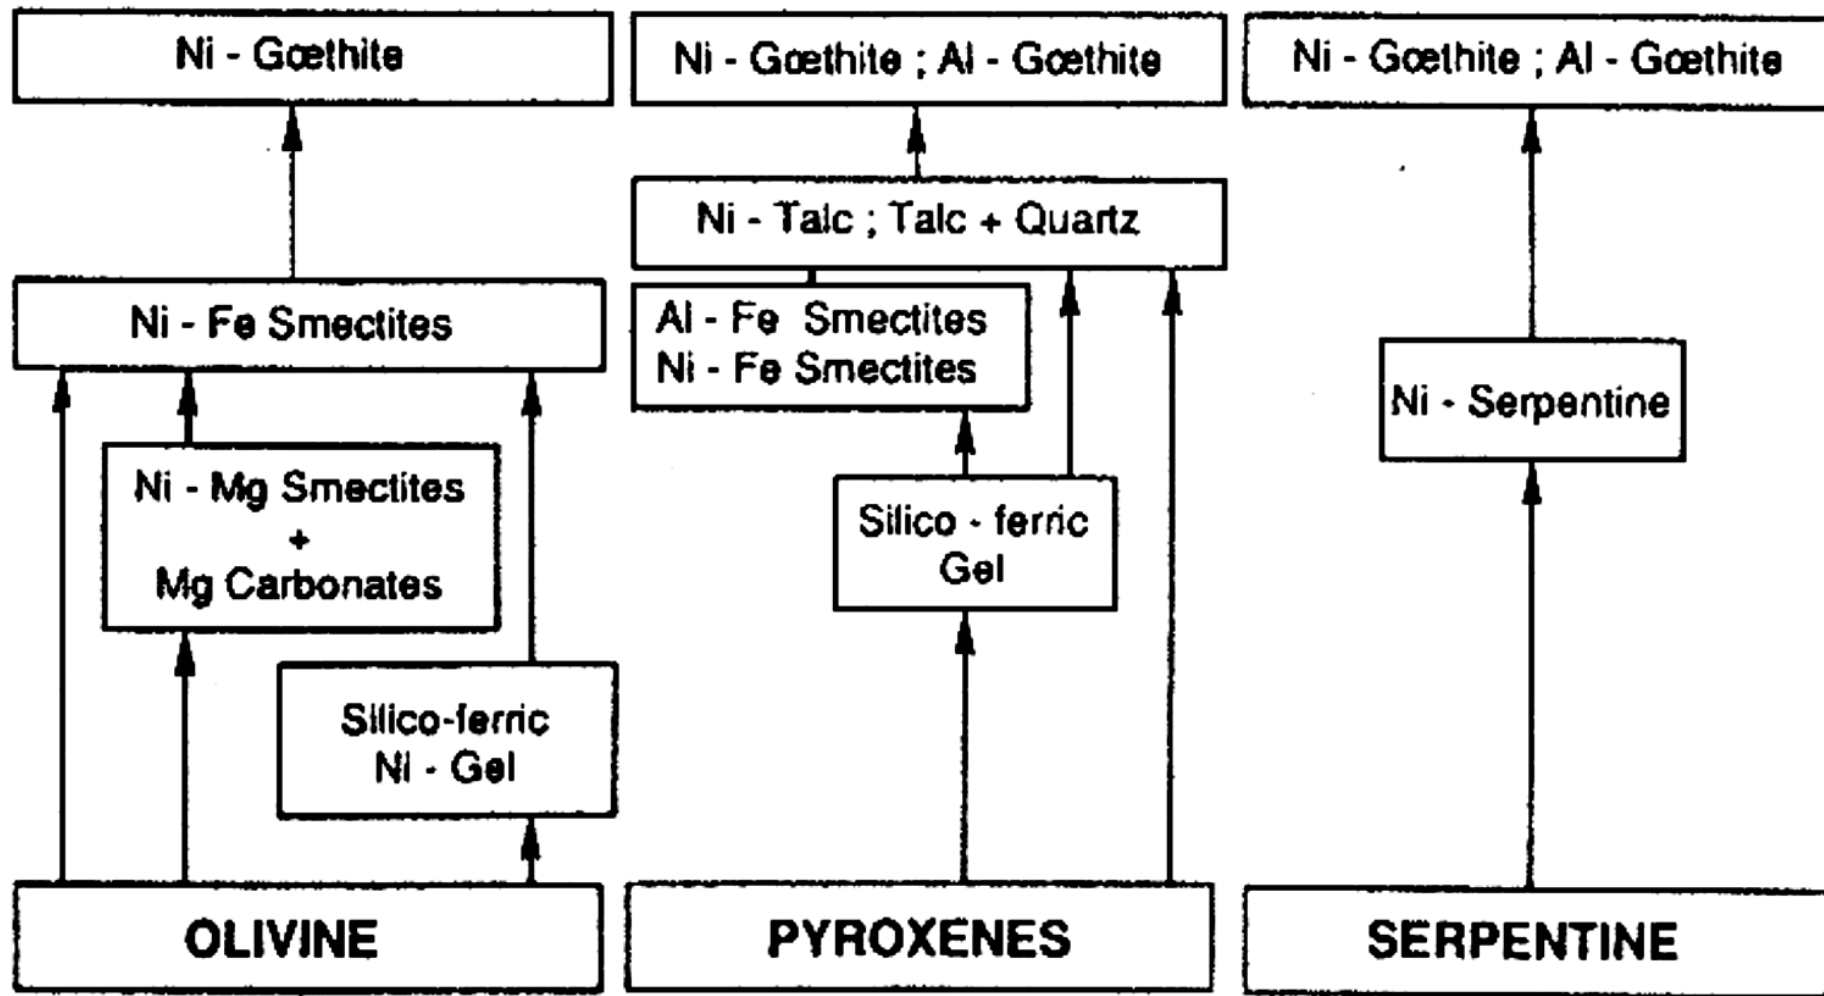 Ni - Gœthite
Ni - Gœthite ; Al - Gœthite
Ni - Gœthite ; Al - Gœthite
Ni - Talc ; Talc + Quartz
Ni - Fe Smectites
Al - Fe Smectites
Ni - Fe Smectites
Ni - Serpentine
Ni - Mg Smectites
+
Mg Carbonates
Silico - ferric
Gel
Silico-ferric
Ni - Gel
OLIVINE
PYROXENES
SERPENTINE